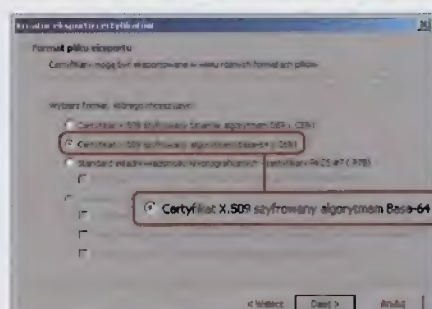 Kreator eksportu certyfikatów
Format pliku eksportu
Certyfikaty mogą być eksportowane w wielu różnych formatach plików.
Wybierz format, którego chcesz użyć:
Certyfikat X.509 szyfrowany binarnie algorytmem DER (.CER)
Certyfikat X.509 szyfrowany algorytmem Base-64 (.CER)
Standard składni wiadomości kryptograficznych - certyfikaty PKCS #7 (.P7B)
Certyfikat X.509 szyfrowany algorytmem Base-64
< Wstecz
Dalej >
Anuluj